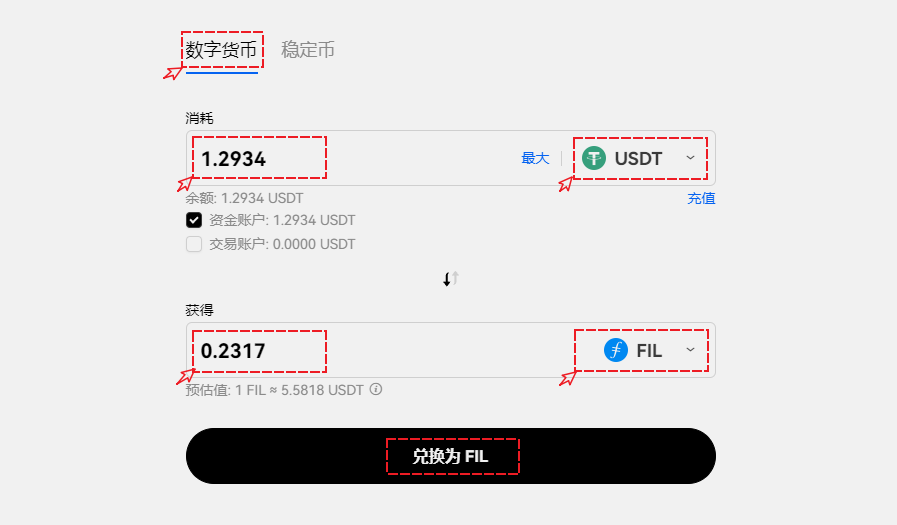 数字货币 稳定币
消耗
1.2934 最大 USDT
余额: 1.2934 USDT 充值
资金账户: 1.2934 USDT
交易账户: 0.0000 USDT
获得
0.2317 FIL
预估值: 1 FIL ≈ 5.5818 USDT
兑换为 FIL